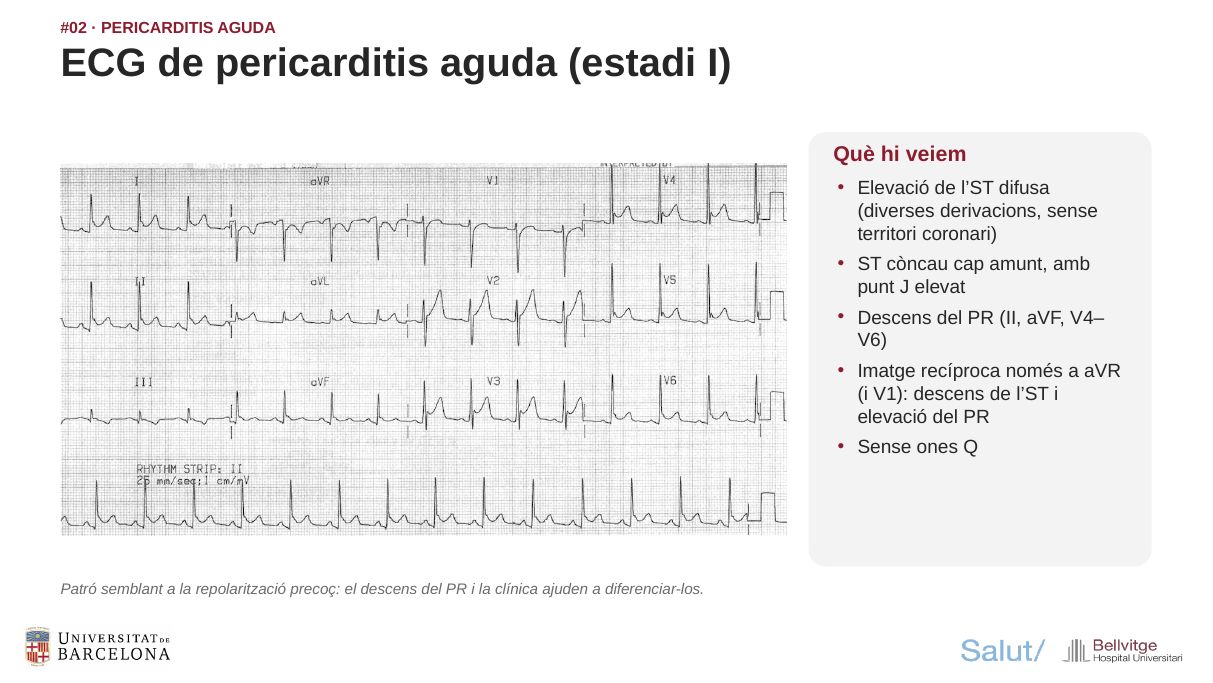 #02 · PERICARDITIS AGUDA
ECG de pericarditis aguda (estadi I)
I aVR V1 V4
II aVL V2 V5
III aVF V3 V6
RHYTHM STRIP: II
25 mm/sec;1 cm/mV
Què hi veiem
• Elevació de l’ST difusa
(diverses derivacions, sense
territori coronari)
• ST còncau cap amunt, amb
punt J elevat
• Descens del PR (II, aVF, V4–
V6)
• Imatge recíproca només a aVR
(i V1): descens de l’ST i
elevació del PR
• Sense ones Q
Patró semblant a la repolarització precoç: el descens del PR i la clínica ajuden a diferenciar-los.
UNIVERSITAT DE
BARCELONA
Salut/
Bellvitge
Hospital Universitari